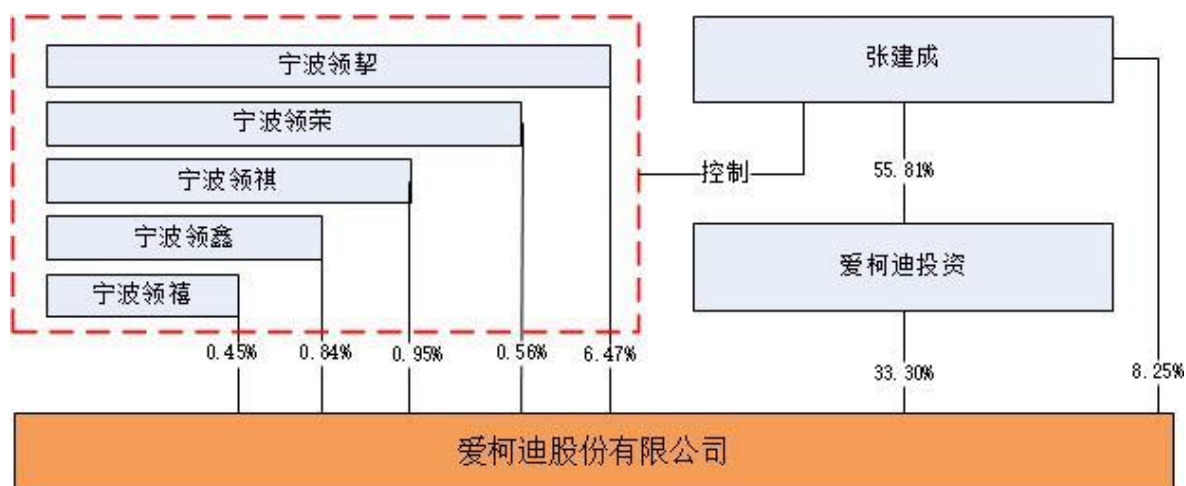 宁波领挈
宁波领荣
宁波领祺
宁波领鑫
宁波领禧
张建成
控制
55.81%
爱柯迪投资
0.45%
0.84%
0.95%
0.56%
6.47%
33.30%
8.25%
爱柯迪股份有限公司